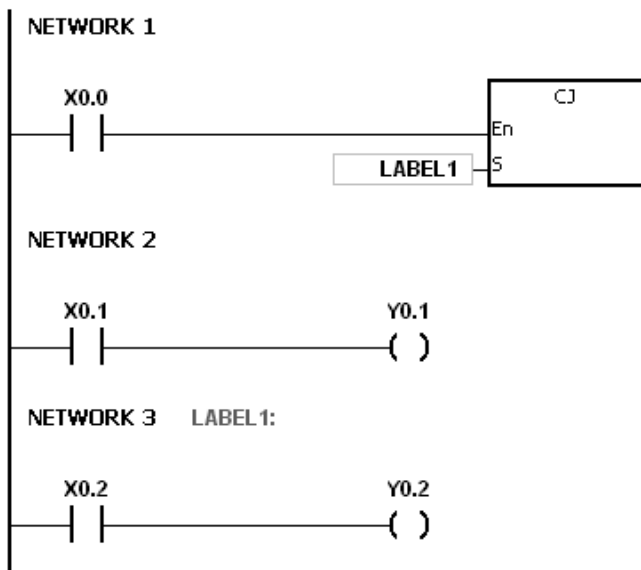 NETWORK 1
X0.0
CJ
En
LABEL1
S
NETWORK 2
X0.1 Y0.1
NETWORK 3 LABEL1:
X0.2 Y0.2